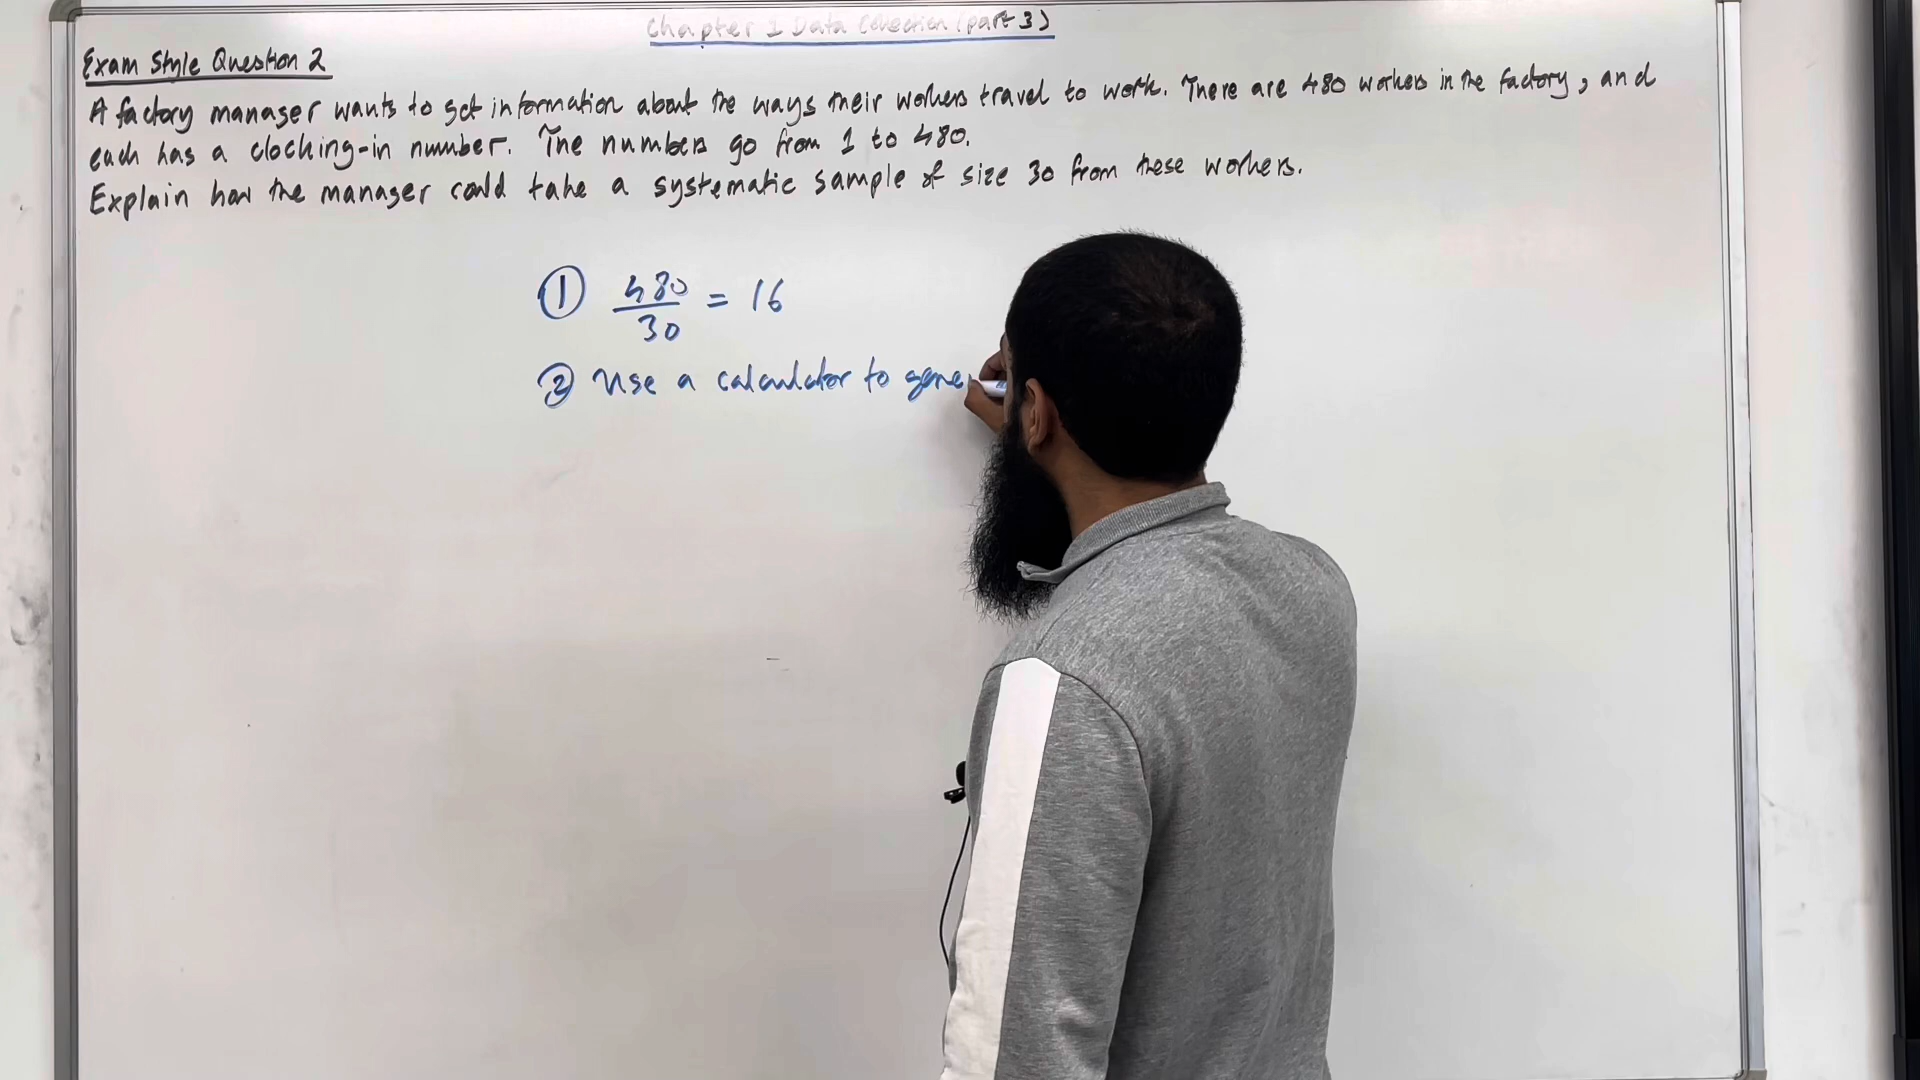 Chapter 1 Data Collection (part 3)
Exam Style Question 2
A factory manager wants to get information about the ways their workers travel to work. There are 480 workers in the factory, and
each has a clocking-in number. The numbers go from 1 to 480.
Explain how the manager could take a systematic sample of size 30 from these workers.
① 480/30 = 16
② Use a calculator to gene